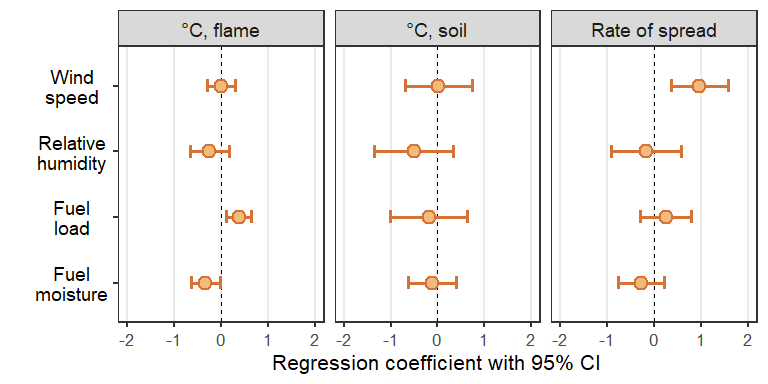 °C, flame
°C, soil
Rate of spread
Wind
speed
Relative
humidity
Fuel
load
Fuel
moisture
-2 -1 0 1 2
-2 -1 0 1 2
-2 -1 0 1 2
Regression coefficient with 95% CI